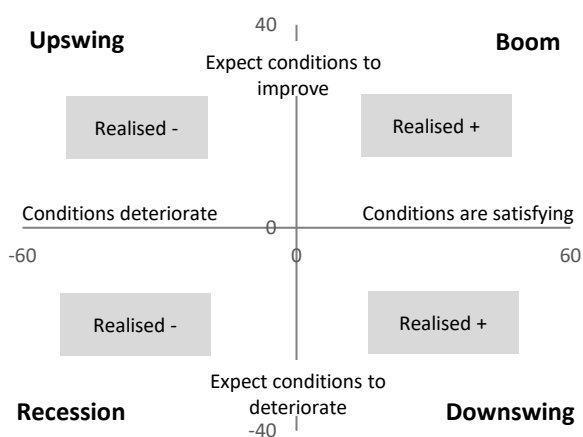 40
Upswing
Boom
Expect conditions to
improve
Realised -
Realised +
Conditions deteriorate
0
Conditions are satisfying
-60
0
60
Realised -
Realised +
Expect conditions to
deteriorate
Recession
Downswing
-40